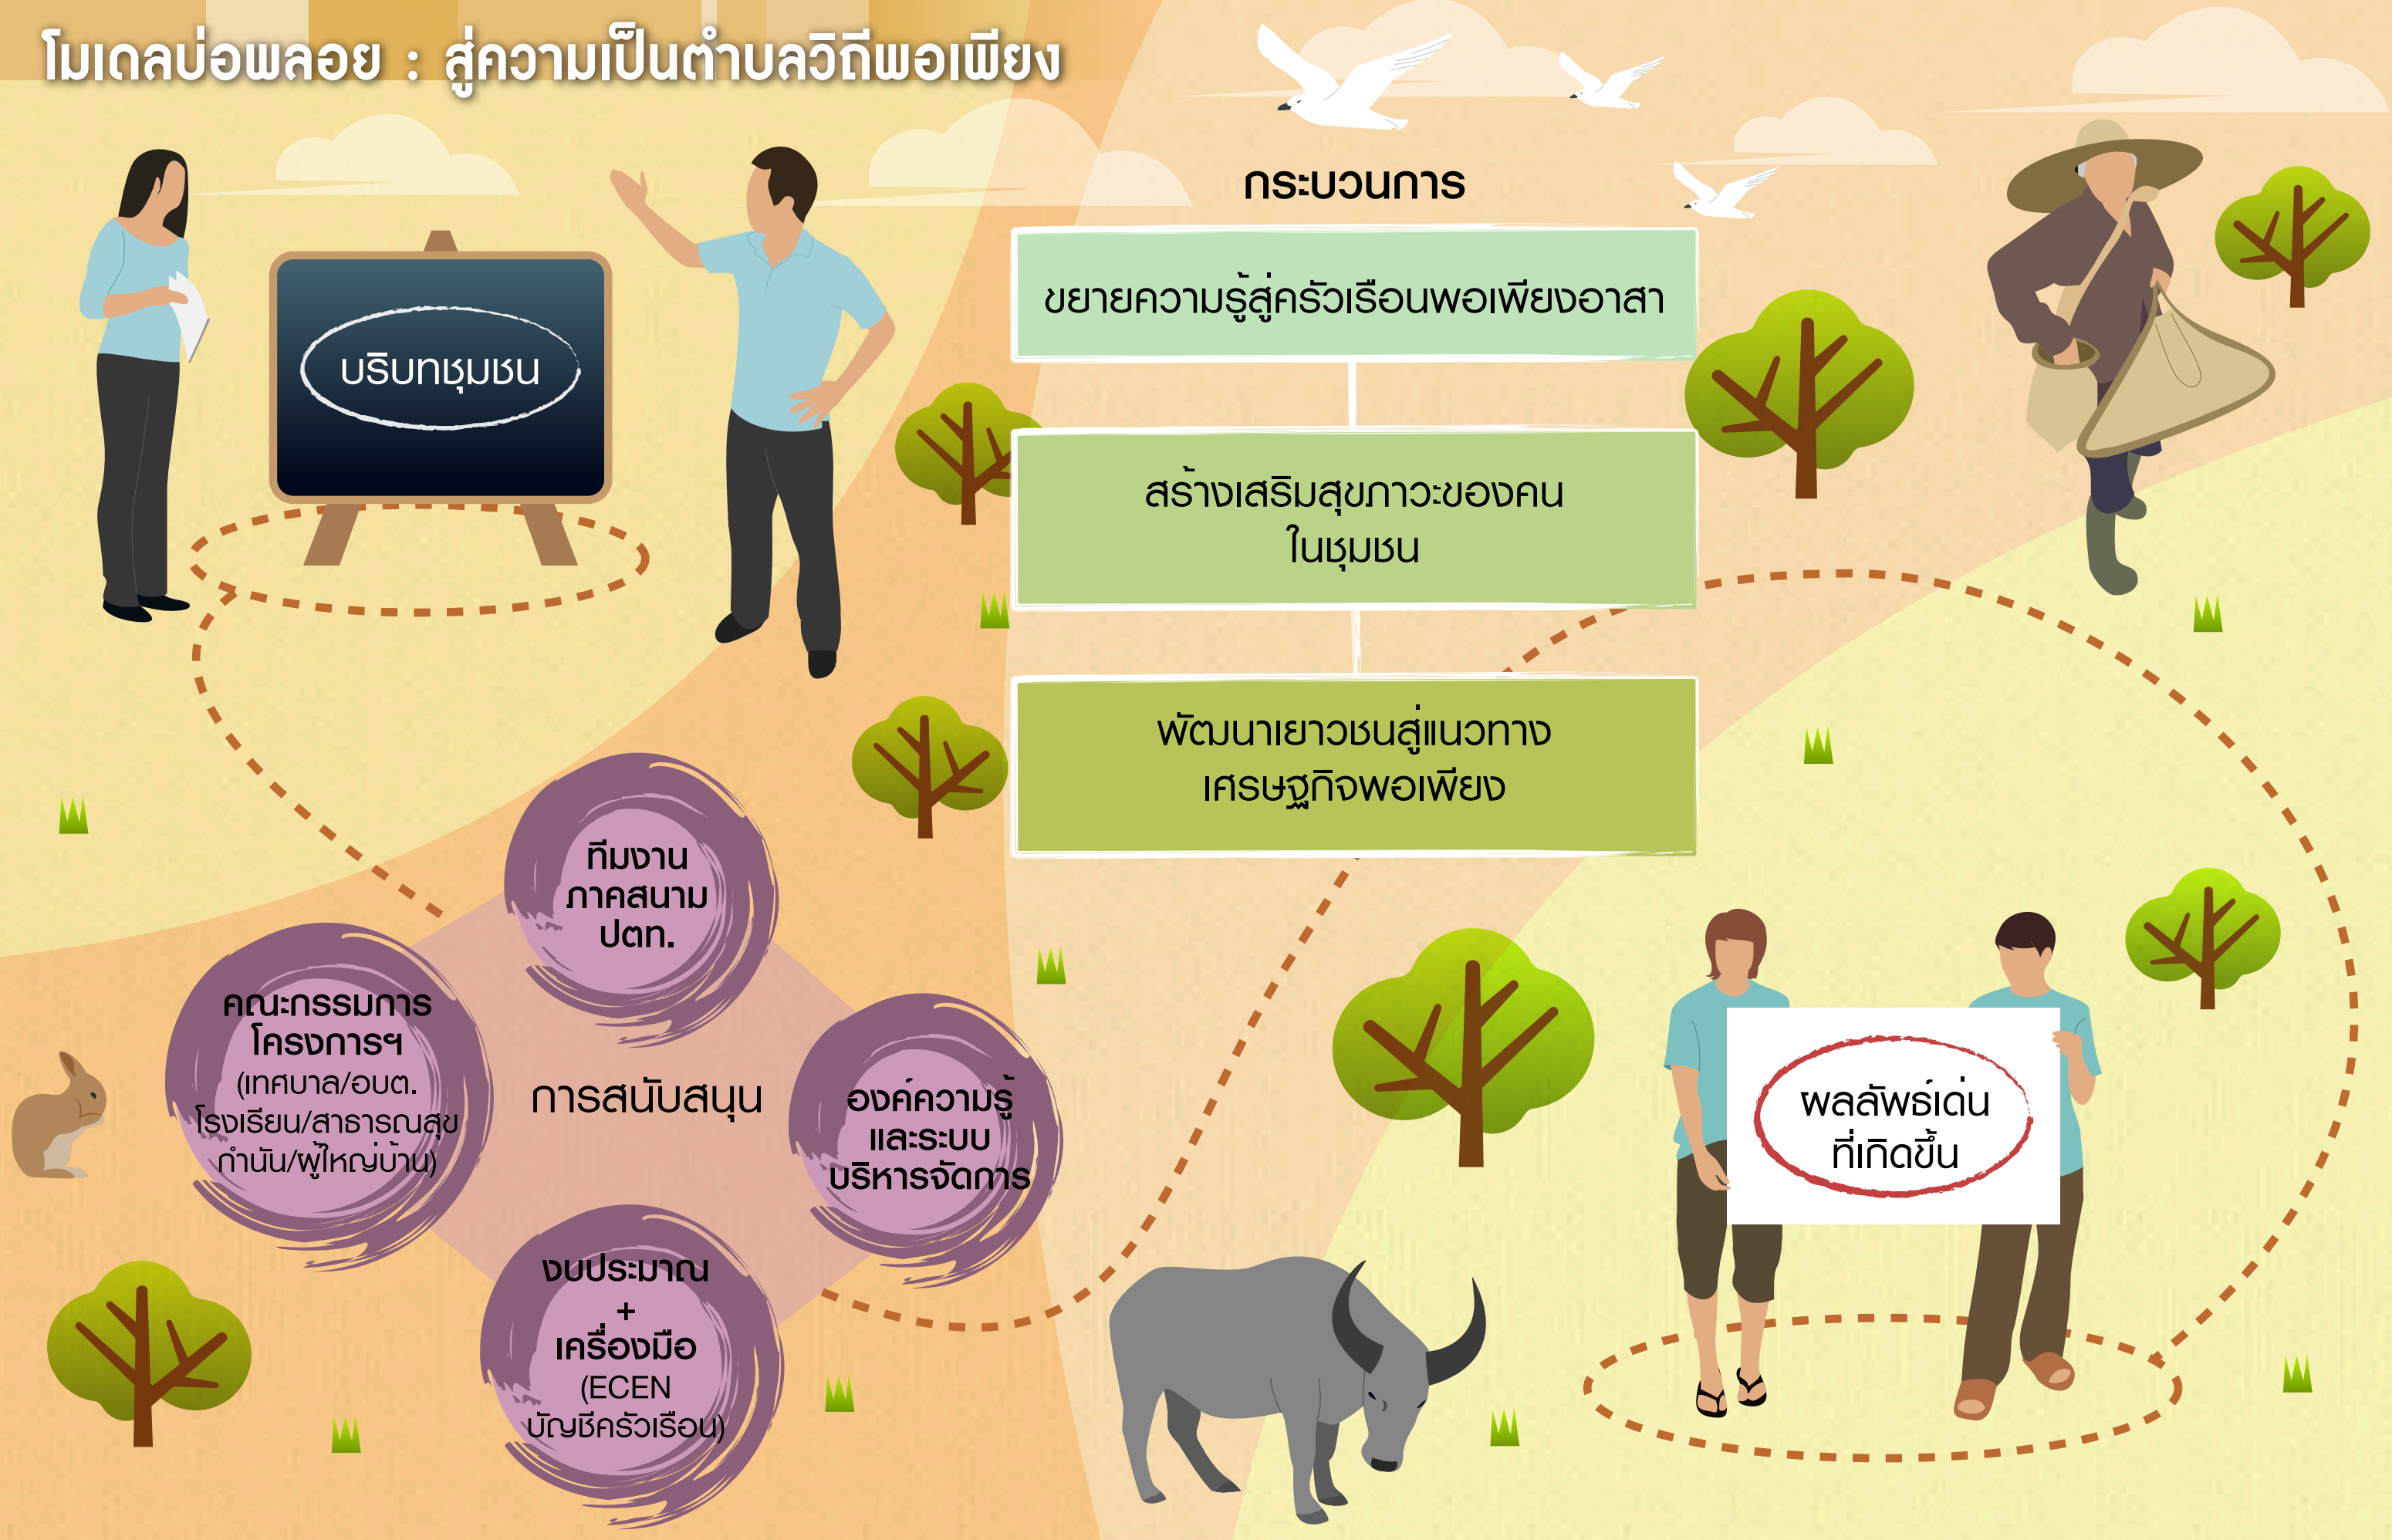 โมเดลบ่อพลอย : สู่ความเป็นตำบลวิถีพอเพียง
บริบทชุมชน
กระบวนการ
ขยายความรู้สู่ครัวเรือนพอเพียงอาสา
สร้างเสริมสุขภาวะของคน
ในชุมชน
พัฒนาเยาวชนสู่แนวทาง
เศรษฐกิจพอเพียง
ทีมงาน
ภาคสนาม
ปตท.
คณะกรรมการ
โครงการฯ
(เทศบาล/อบต.
โรงเรียน/สาธารณสุข
กำนัน/ผู้ใหญ่บ้าน)
การสนับสนุน
องค์ความรู้
และระบบ
บริหารจัดการ
งบประมาณ
+
เครื่องมือ
(ECEN
บัญชีครัวเรือน)
ผลลัพธ์เด่น
ที่เกิดขึ้น